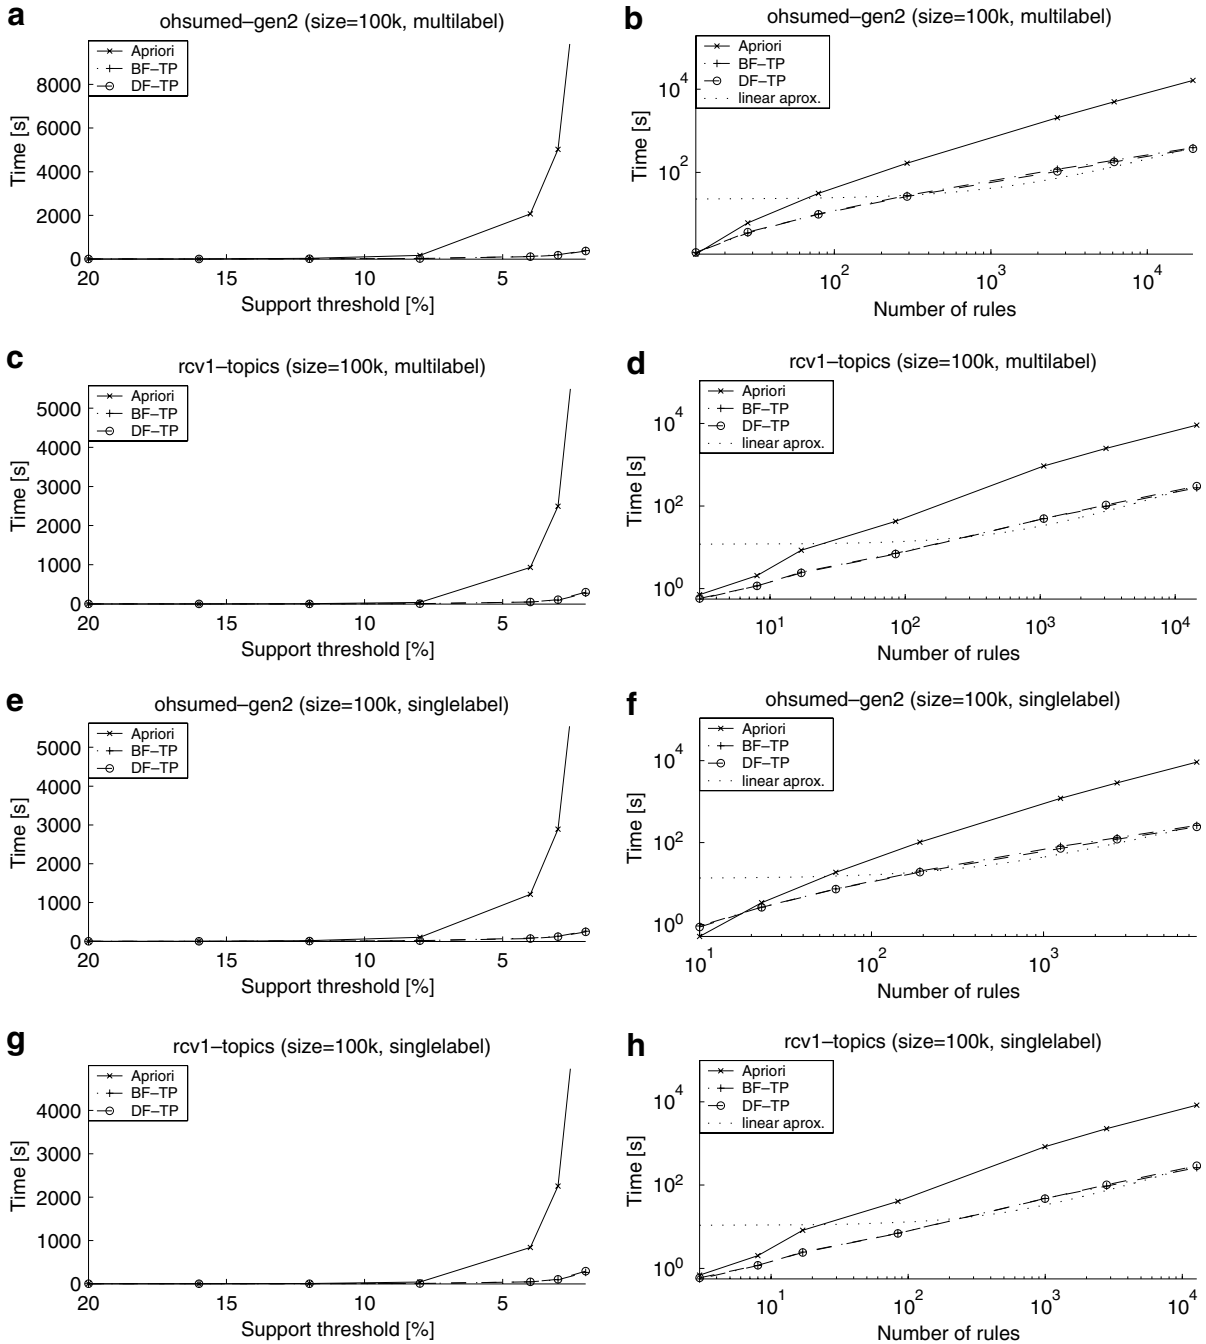 a
ohsumed–gen2 (size=100k, multilabel)
Apriori
BF–TP
DF–TP
8000
6000
4000
2000
0
Time [s]
20 15 10 5
Support threshold [%]
b
ohsumed–gen2 (size=100k, multilabel)
Apriori
BF–TP
DF–TP
linear aprox.
10^4
10^2
Time [s]
10^2 10^3 10^4
Number of rules
c
rcv1–topics (size=100k, multilabel)
Apriori
BF–TP
DF–TP
5000
4000
3000
2000
1000
0
Time [s]
20 15 10 5
Support threshold [%]
d
rcv1–topics (size=100k, multilabel)
Apriori
BF–TP
DF–TP
linear aprox.
10^4
10^2
10^0
Time [s]
10^1 10^2 10^3 10^4
Number of rules
e
ohsumed–gen2 (size=100k, singlelabel)
Apriori
BF–TP
DF–TP
5000
4000
3000
2000
1000
0
Time [s]
20 15 10 5
Support threshold [%]
f
ohsumed–gen2 (size=100k, singlelabel)
Apriori
BF–TP
DF–TP
linear aprox.
10^4
10^2
10^0
Time [s]
10^1 10^2 10^3
Number of rules
g
rcv1–topics (size=100k, singlelabel)
Apriori
BF–TP
DF–TP
4000
3000
2000
1000
0
Time [s]
20 15 10 5
Support threshold [%]
h
rcv1–topics (size=100k, singlelabel)
Apriori
BF–TP
DF–TP
linear aprox.
10^4
10^2
10^0
Time [s]
10^1 10^2 10^3 10^4
Number of rules